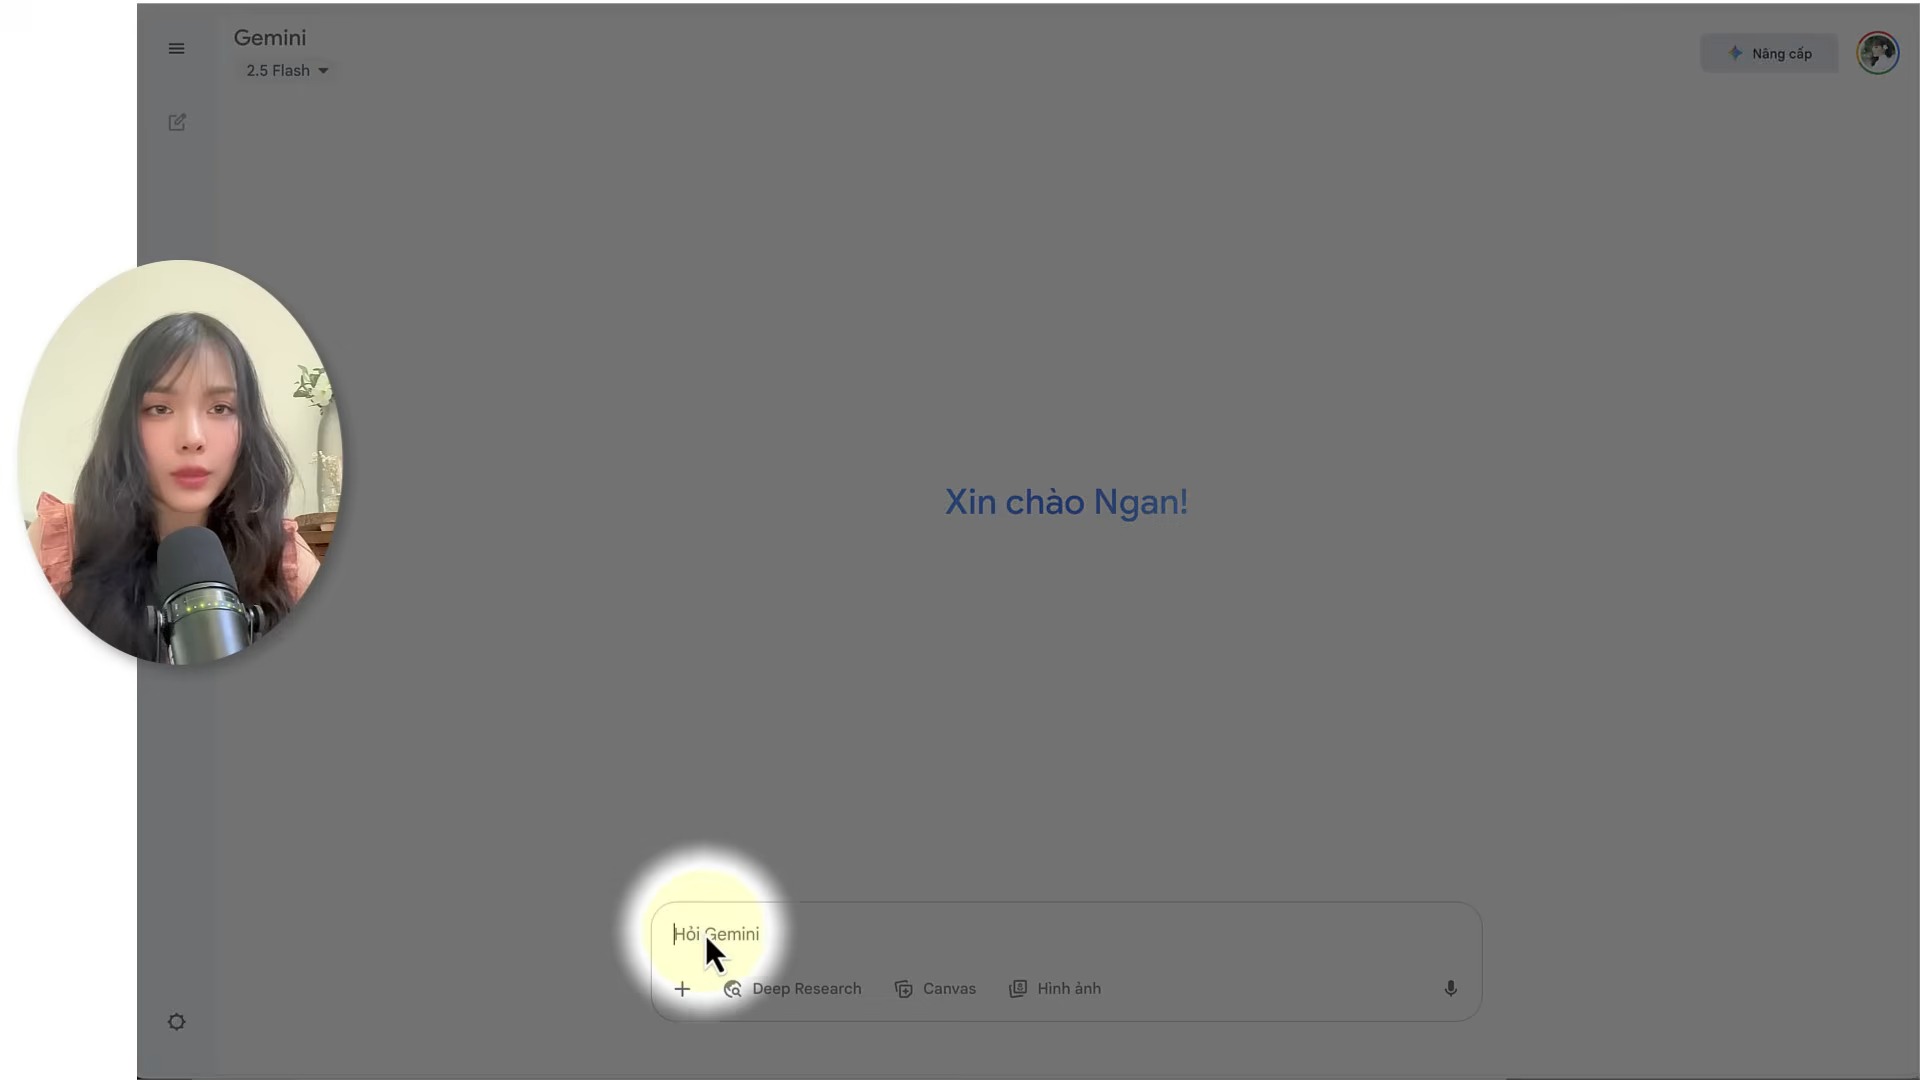 Gemini
2.5 Flash
Nâng cấp
Xin chào Ngan!
Hỏi Gemini
Deep Research
Canvas
Hình ảnh